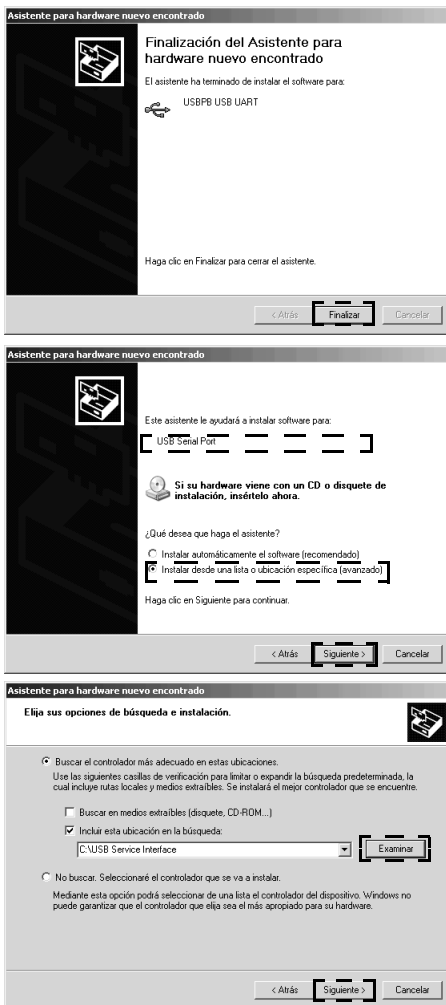 Asistente para hardware nuevo encontrado
Finalización del Asistente para
hardware nuevo encontrado
El asistente ha terminado de instalar el software para:
USBPB USB UART
Haga clic en Finalizar para cerrar el asistente.
< Atrás Finalizar Cancelar
Asistente para hardware nuevo encontrado
Este asistente le ayudará a instalar software para:
USB Serial Port
Si su hardware viene con un CD o disquete de
instalación, insértelo ahora.
¿Qué desea que haga el asistente?
Instalar automáticamente el software (recomendado)
Instalar desde una lista o ubicación específica (avanzado)
Haga clic en Siguiente para continuar.
< Atrás Siguiente > Cancelar
Asistente para hardware nuevo encontrado
Elija sus opciones de búsqueda e instalación.
Buscar el controlador más adecuado en estas ubicaciones.
Use las siguientes casillas de verificación para limitar o expandir la búsqueda predeterminada, la
cual incluye rutas locales y medios extraíbles. Se instalará el mejor controlador que se encuentre.
Buscar en medios extraíbles (disquete, CD-ROM...)
Incluir esta ubicación en la búsqueda:
C:\USB Service Interface Examinar
No buscar. Seleccionaré el controlador que se va a instalar.
Mediante esta opción podrá seleccionar de una lista el controlador del dispositivo. Windows no
puede garantizar que el controlador que elija sea el más apropiado para su hardware.
< Atrás Siguiente > Cancelar